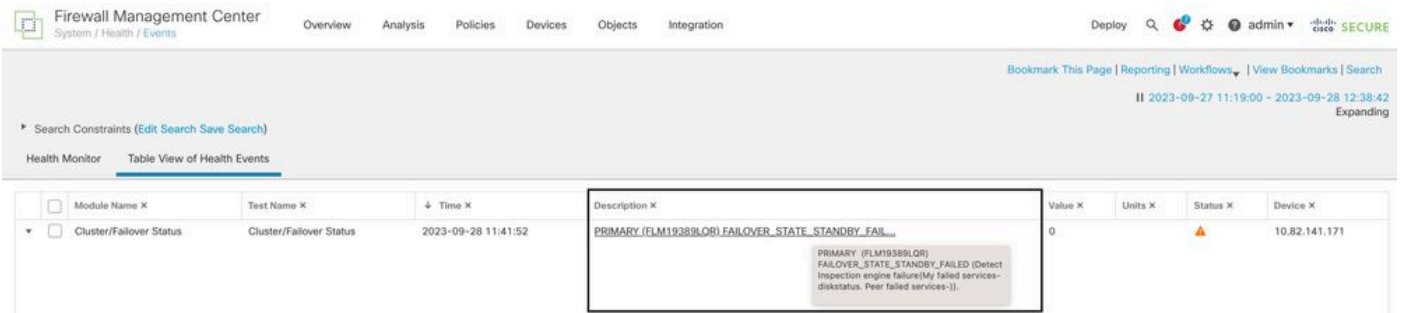 Firewall Management Center
System / Health / Events
Overview Analysis Policies Devices Objects Integration
Deploy admin cisco SECURE
Bookmark This Page | Reporting | Workflows | View Bookmarks | Search
2023-09-27 11:19:00 - 2023-09-28 12:38:42
Expanding
Search Constraints (Edit Search Save Search)
Health Monitor Table View of Health Events
Module Name × Test Name × Time × Description × Value × Units × Status × Device ×
Cluster/Failover Status Cluster/Failover Status 2023-09-28 11:41:52 PRIMARY (FLM19389LQR) FAILOVER_STATE_STANDBY_FAIL... 0 10.82.141.171
PRIMARY (FLM19389LQR)
FAILOVER_STATE_STANDBY_FAILED (Detect
Inspection engine failure(My failed services-
diskstatus. Peer failed services-)).